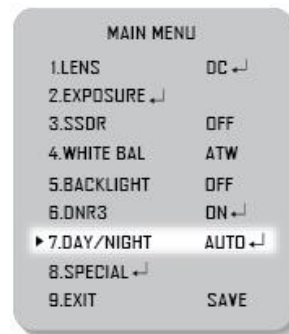 MAIN MENU
1.LENS DC ↵
2.EXPOSURE ↵
3.SSDR OFF
4.WHITE BAL ATW
5.BACKLIGHT OFF
6.DNR3 ON ↵
▶ 7.DAY/NIGHT AUTO ↵
8.SPECIAL ↵
9.EXIT SAVE